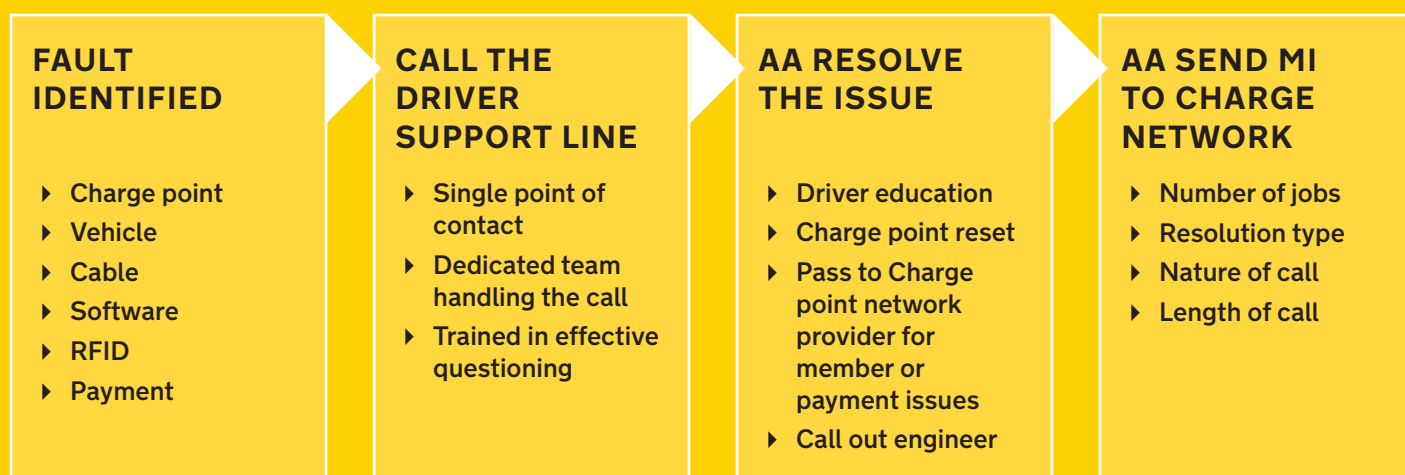 FAULT
IDENTIFIED
Charge point
Vehicle
Cable
Software
RFID
Payment
CALL THE
DRIVER
SUPPORT LINE
Single point of
contact
Dedicated team
handling the call
Trained in effective
questioning
AA RESOLVE
THE ISSUE
Driver education
Charge point reset
Pass to Charge
point network
provider for
member or
payment issues
Call out engineer
AA SEND MI
TO CHARGE
NETWORK
Number of jobs
Resolution type
Nature of call
Length of call